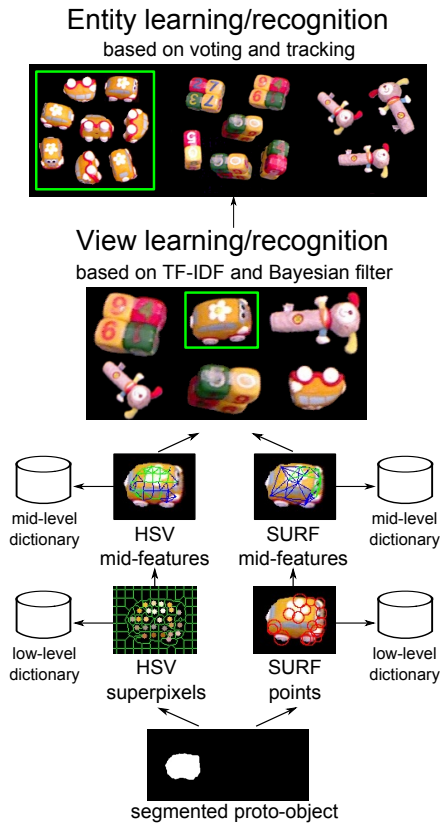 Entity learning/recognition
based on voting and tracking
View learning/recognition
based on TF-IDF and Bayesian filter
mid-level
dictionary
HSV
mid-features
SURF
mid-features
mid-level
dictionary
low-level
dictionary
HSV
superpixels
SURF
points
low-level
dictionary
segmented proto-object